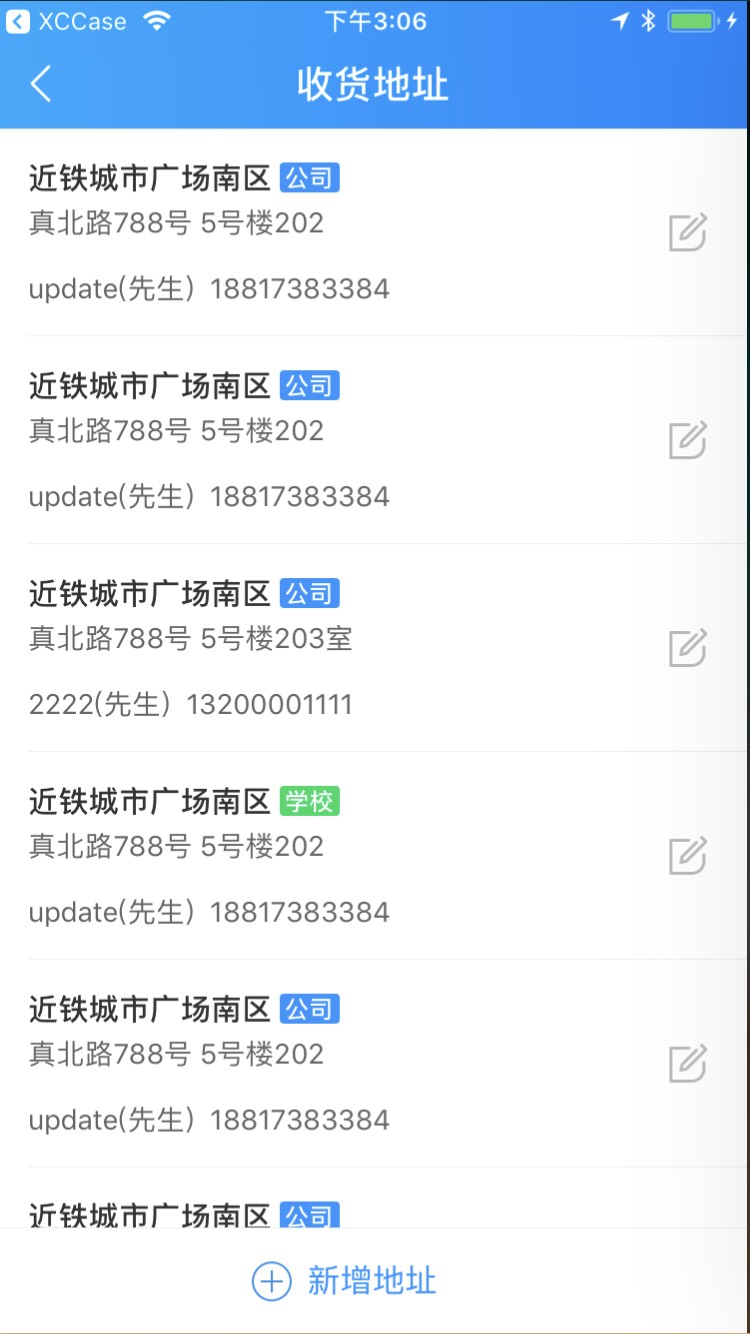 XCCase 下午3:06
收货地址
近铁城市广场南区 公司
真北路788号 5号楼202
update(先生) 18817383384
近铁城市广场南区 公司
真北路788号 5号楼202
update(先生) 18817383384
近铁城市广场南区 公司
真北路788号 5号楼203室
2222(先生) 13200001111
近铁城市广场南区 学校
真北路788号 5号楼202
update(先生) 18817383384
近铁城市广场南区 公司
真北路788号 5号楼202
update(先生) 18817383384
近铁城市广场南区 公司
新增地址